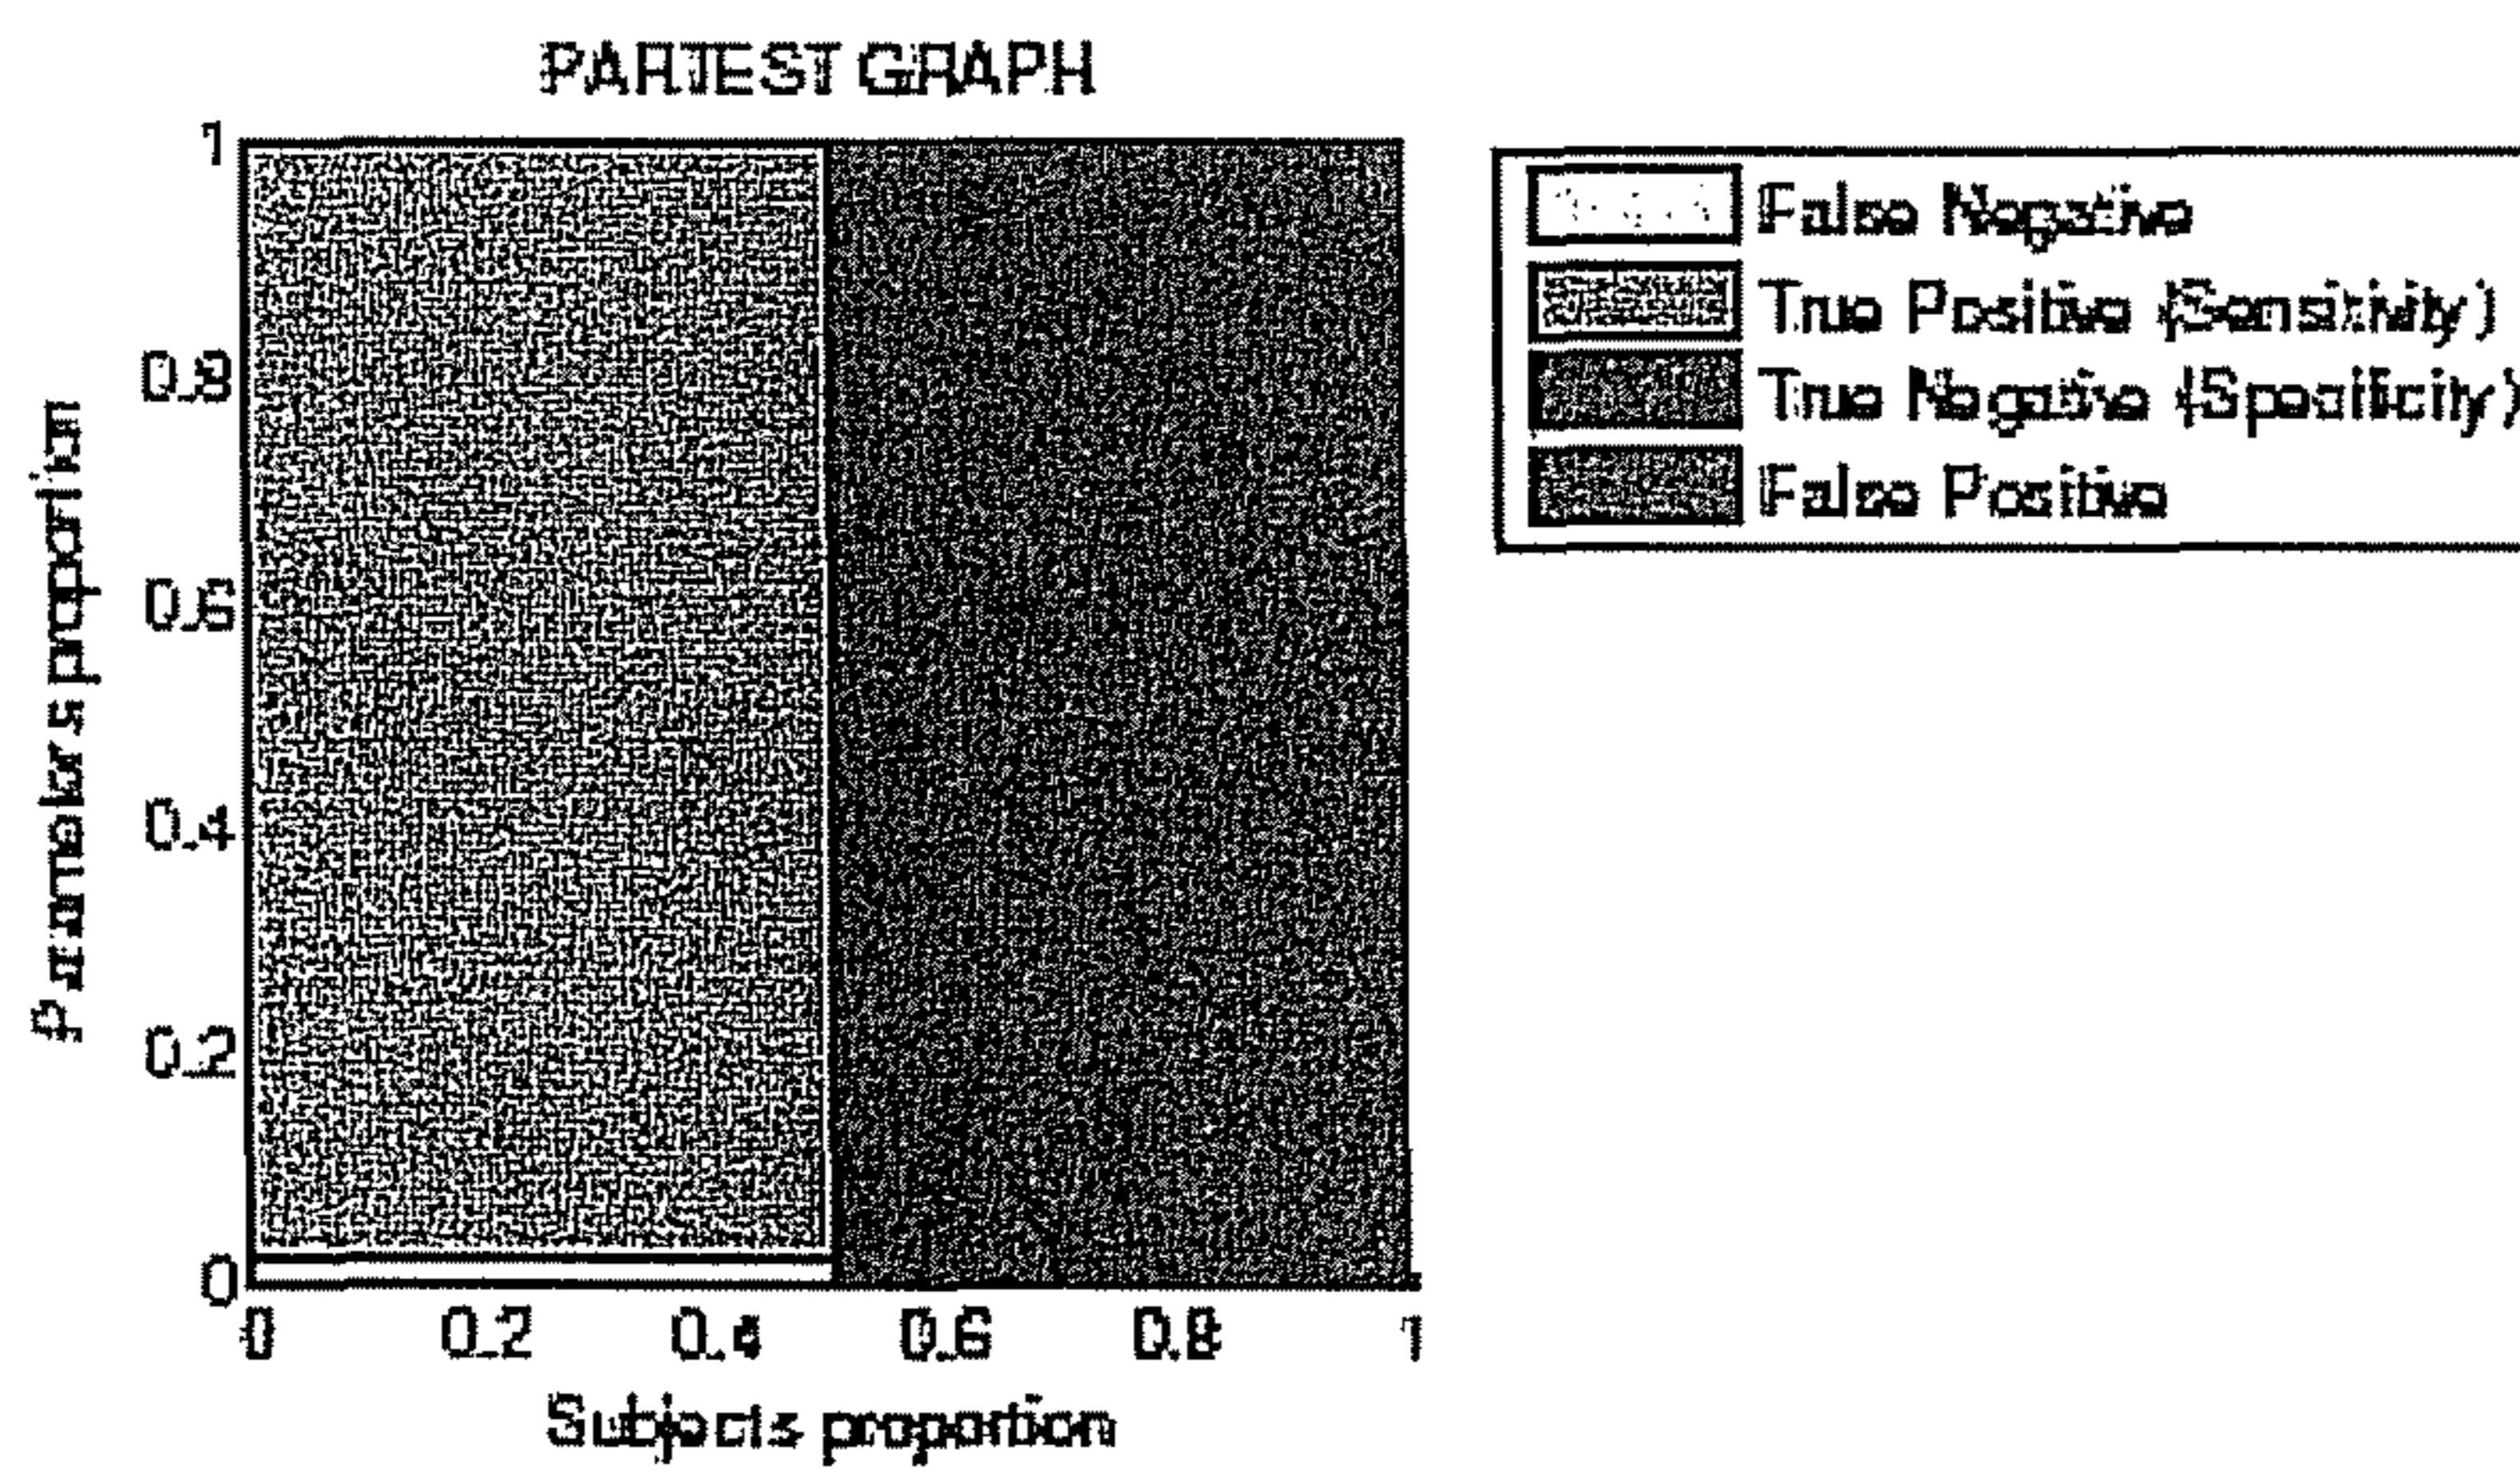 PARTEST GRAPH
1
0.8
0.6
0.4
0.2
0
Parameters proportion
0
0.2
0.4
0.6
0.8
1
Subjects proportion
False Negative
True Positive (Sensitivity)
True Negative (Specificity)
False Positive